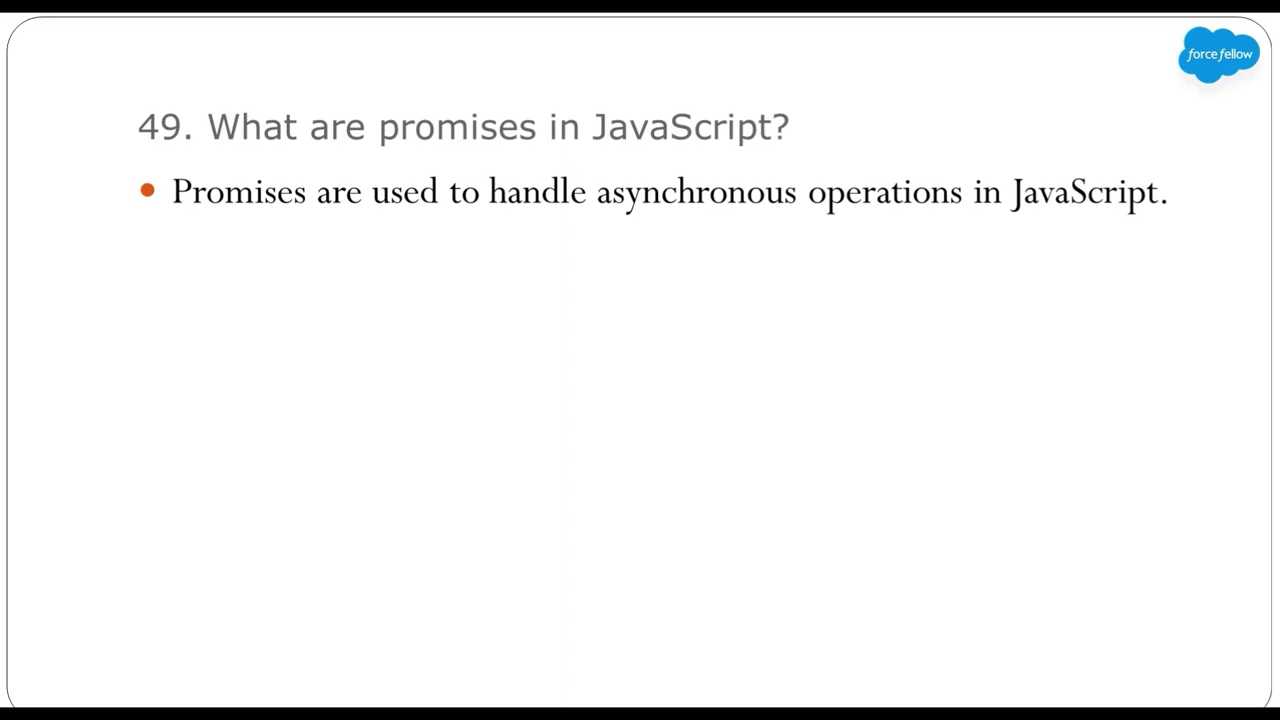 force fellow
49. What are promises in JavaScript?
• Promises are used to handle asynchronous operations in JavaScript.